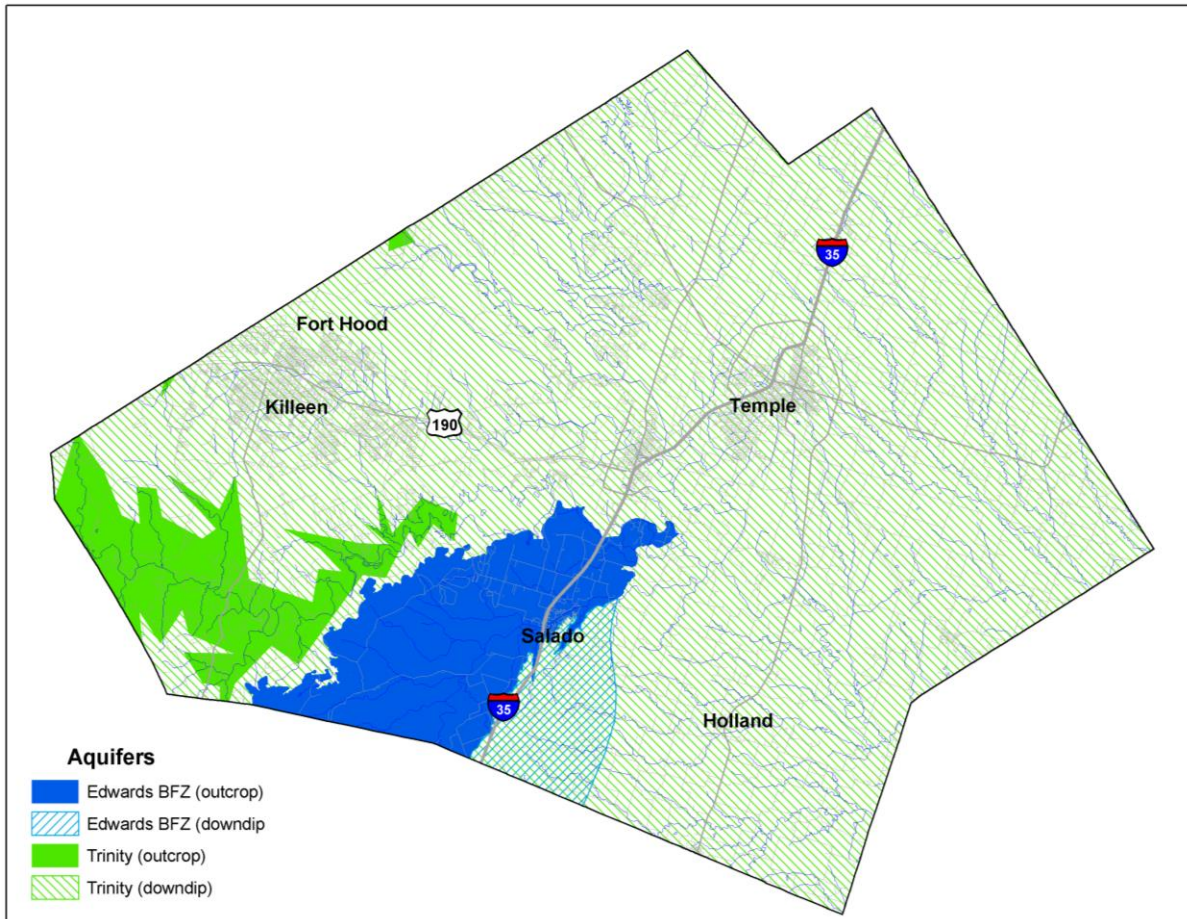 35
Fort Hood
Killeen
190
Temple
Salado
35
Holland
Aquifers
Edwards BFZ (outcrop)
Edwards BFZ (downdip
Trinity (outcrop)
Trinity (downdip)